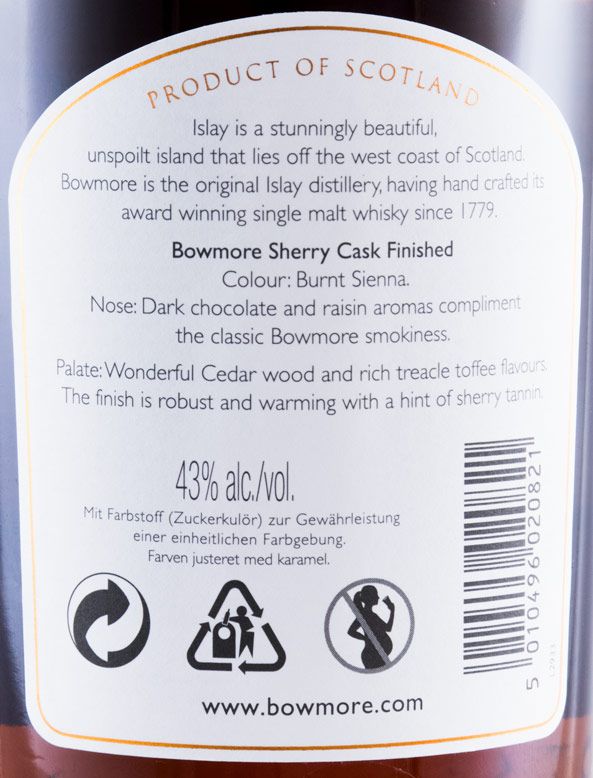 PRODUCT OF SCOTLAND
Islay is a stunningly beautiful,
unspoilt island that lies off the west coast of Scotland.
Bowmore is the original Islay distillery, having hand crafted its
award winning single malt whisky since 1779.
Bowmore Sherry Cask Finished
Colour: Burnt Sienna.
Nose: Dark chocolate and raisin aromas compliment
the classic Bowmore smokiness.
Palate: Wonderful Cedar wood and rich treacle toffee flavours.
The finish is robust and warming with a hint of sherry tannin.
43% alc./vol.
Mit Farbstoff (Zuckerkulör) zur Gewährleistung
einer einheitlichen Farbgebung.
Farven justeret med karamel.
5 010496 020821
L2933
www.bowmore.com